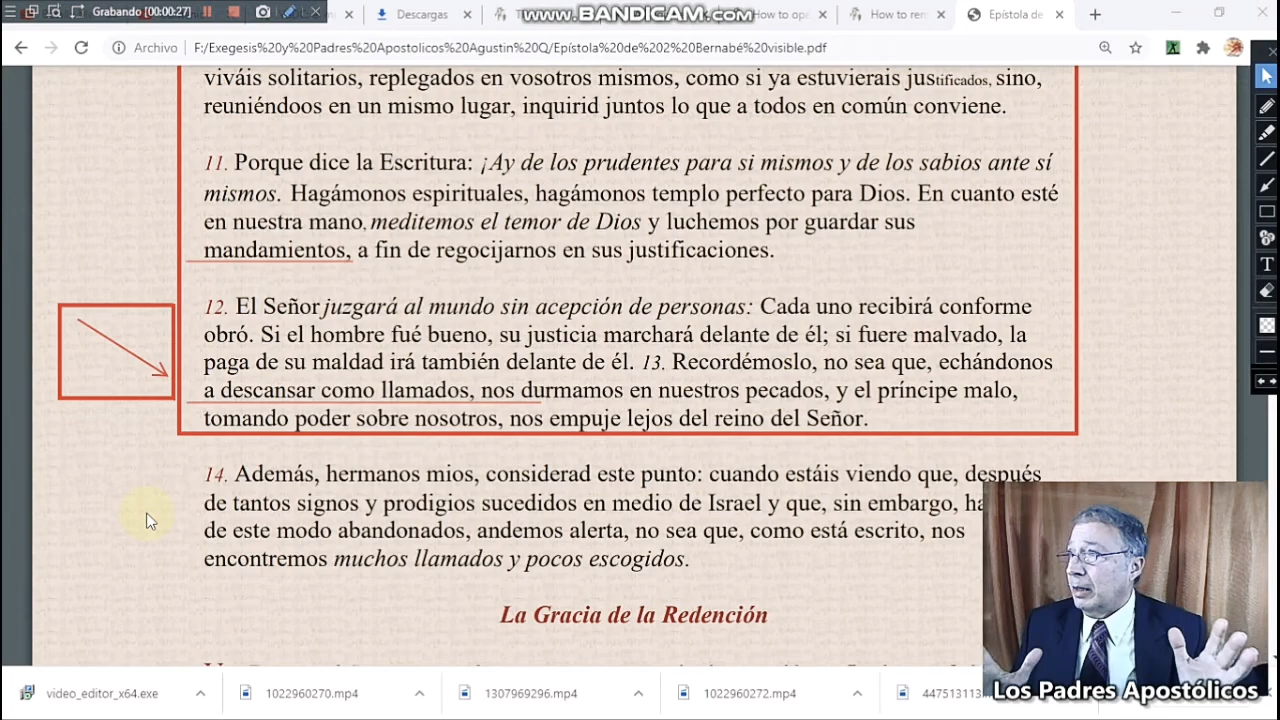 Grabando [00:00:27]
Descargas
www.BANDICAM.com
How to ope
How to ren
Epístola de
Archivo F:/Exegesis%20y%20Padres%20Apostolicos%20Agustin%20Q/Epístola%20de%202%20Bernabé%20visible.pdf
viváis solitarios, replegados en vosotros mismos, como si ya estuvierais justificados, sino,
reuniéndoos en un mismo lugar, inquirid juntos lo que a todos en común conviene.
11. Porque dice la Escritura: ¡Ay de los prudentes para si mismos y de los sabios ante sí
mismos. Hagámonos espirituales, hagámonos templo perfecto para Dios. En cuanto esté
en nuestra mano, meditemos el temor de Dios y luchemos por guardar sus
mandamientos, a fin de regocijarnos en sus justificaciones.
12. El Señor juzgará al mundo sin acepción de personas: Cada uno recibirá conforme
obró. Si el hombre fué bueno, su justicia marchará delante de él; si fuere malvado, la
paga de su maldad irá también delante de él. 13. Recordémoslo, no sea que, echándonos
a descansar como llamados, nos durmamos en nuestros pecados, y el príncipe malo,
tomando poder sobre nosotros, nos empuje lejos del reino del Señor.
14. Además, hermanos mios, considerad este punto: cuando estáis viendo que, después
de tantos signos y prodigios sucedidos en medio de Israel y que, sin embargo, ha
de este modo abandonados, andemos alerta, no sea que, como está escrito, nos
encontremos muchos llamados y pocos escogidos.
La Gracia de la Redención
Los Padres Apostólicos
video_editor_x64.exe
1022960270.mp4
1307969296.mp4
1022960272.mp4
447513113